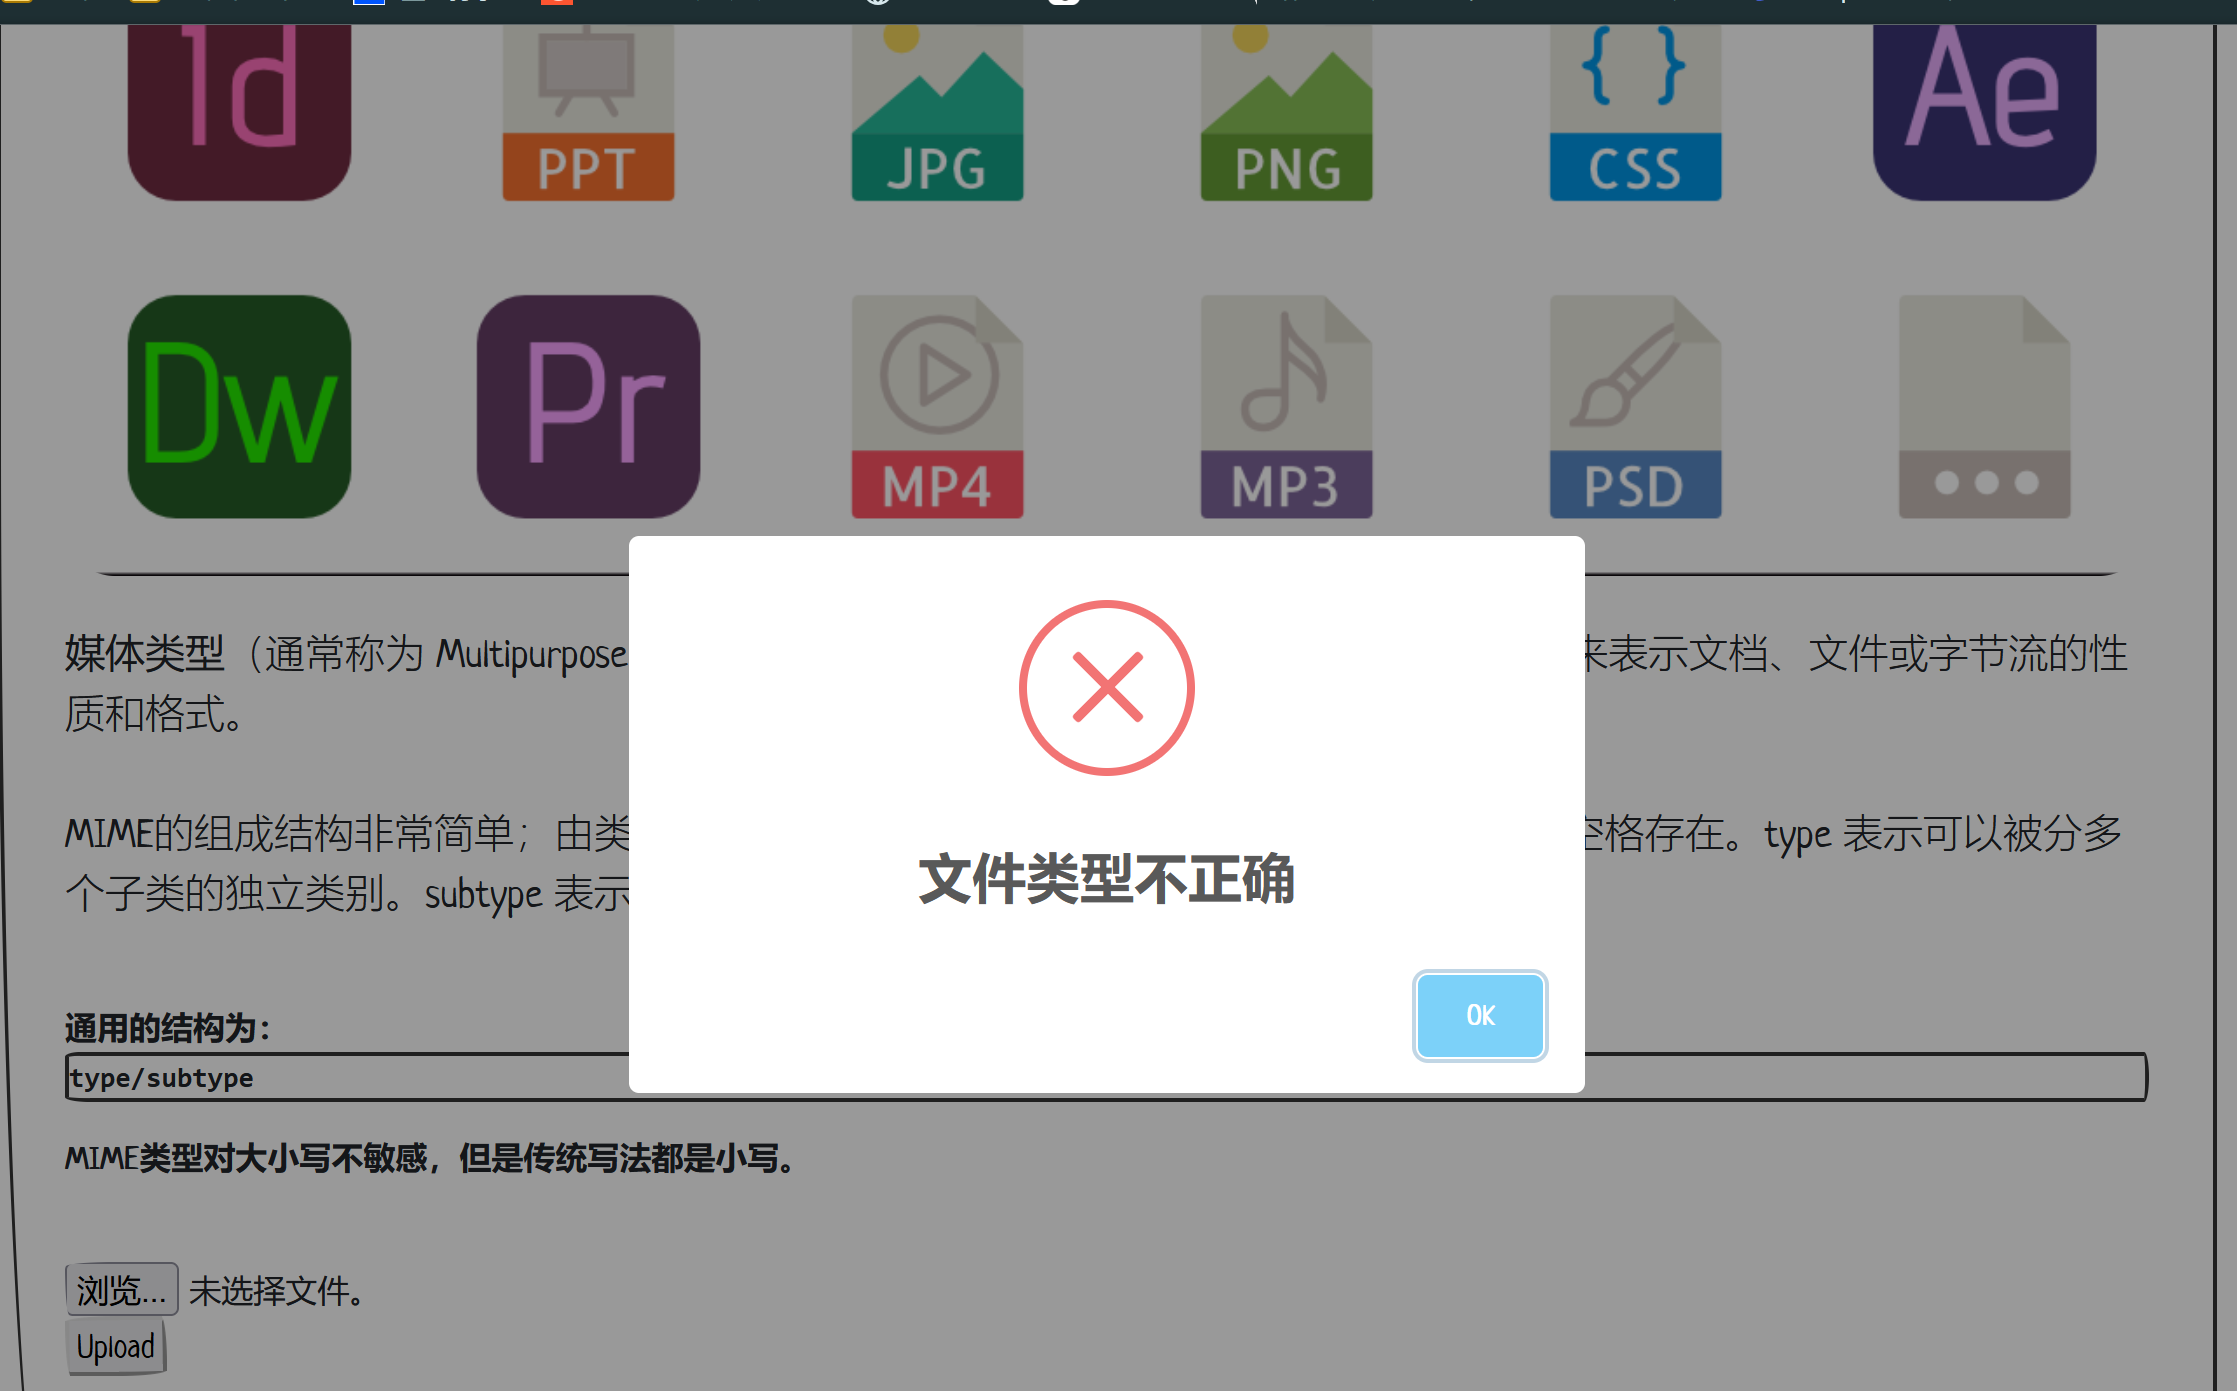 Id
PPT
JPG
PNG
{ }
CSS
Ae
Dw
Pr
MP4
MP3
PSD
媒体类型（通常称为 Multipurpose
来表示文档、文件或字节流的性
质和格式。
MIME的组成结构非常简单；由类
空格存在。type 表示可以被分多
个子类的独立类别。subtype 表示
文件类型不正确
OK
通用的结构为：
type/subtype
MIME类型对大小写不敏感，但是传统写法都是小写。
浏览... 未选择文件。
Upload